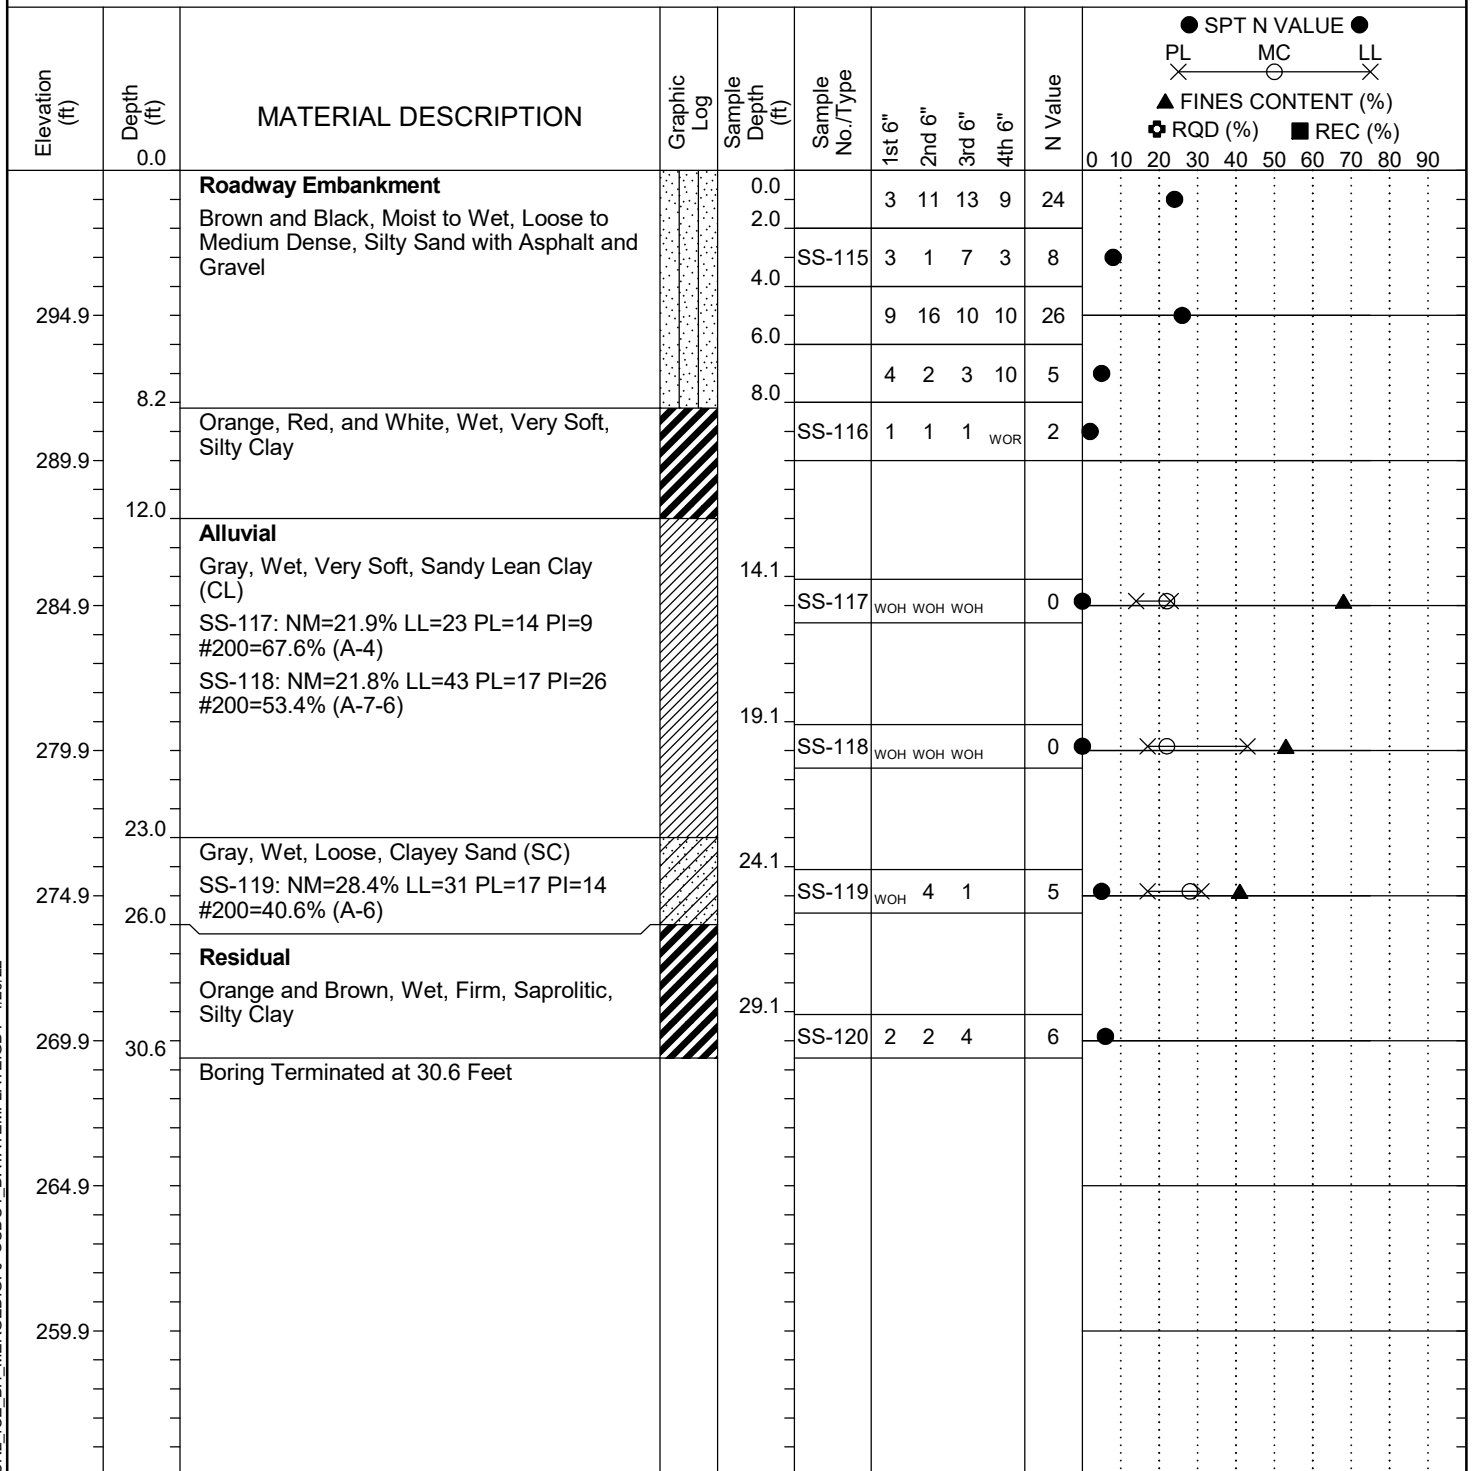 ● SPT N VALUE ●
PL MC LL
▲ FINES CONTENT (%)
RQD (%) ■ REC (%)
Elevation (ft)
Depth (ft)
MATERIAL DESCRIPTION
Graphic Log
Sample Depth (ft)
Sample No./Type
1st 6"
2nd 6"
3rd 6"
4th 6"
N Value
0.0
0 10 20 30 40 50 60 70 80 90
Roadway Embankment
Brown and Black, Moist to Wet, Loose to
Medium Dense, Silty Sand with Asphalt and
Gravel
0.0
3 11 13 9 24
2.0
SS-115 3 1 7 3 8
4.0
294.9
9 16 10 10 26
6.0
4 2 3 10 5
8.0
8.2
Orange, Red, and White, Wet, Very Soft,
Silty Clay
SS-116 1 1 1 WOR 2
289.9
12.0
Alluvial
Gray, Wet, Very Soft, Sandy Lean Clay
(CL)
14.1
284.9
SS-117 WOH WOH WOH 0
SS-117: NM=21.9% LL=23 PL=14 PI=9
#200=67.6% (A-4)
SS-118: NM=21.8% LL=43 PL=17 PI=26
#200=53.4% (A-7-6)
19.1
279.9
SS-118 WOH WOH WOH 0
23.0
Gray, Wet, Loose, Clayey Sand (SC)
24.1
SS-119: NM=28.4% LL=31 PL=17 PI=14
#200=40.6% (A-6)
274.9
SS-119 WOH 4 1 5
26.0
Residual
Orange and Brown, Wet, Firm, Saprolitic,
Silty Clay
29.1
269.9
SS-120 2 2 4 6
30.6
Boring Terminated at 30.6 Feet
264.9
259.9